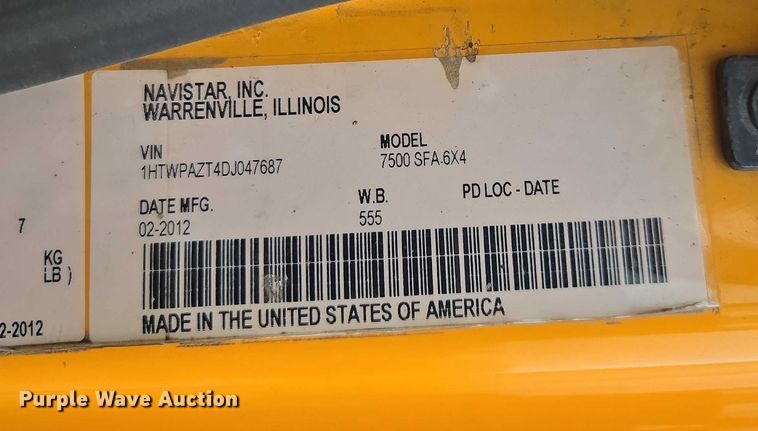 NAVISTAR, INC.
WARRENVILLE, ILLINOIS
VIN MODEL
1HTWPAZT4DJ047687 7500 SFA 6X4
DATE MFG. W.B. PD LOC - DATE
02-2012 555
MADE IN THE UNITED STATES OF AMERICA
7
KG
LB )
2-2012
Purple Wave Auction